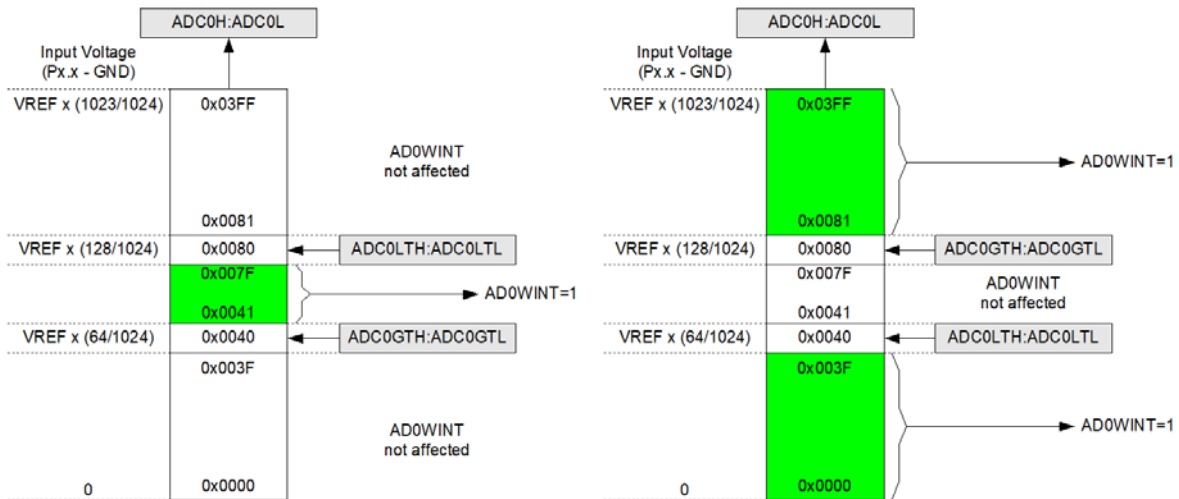 ADC0H:ADC0L
Input Voltage
(Px.x - GND)
VREF x (1023/1024)
0x03FF
AD0WINT
not affected
0x0081
VREF x (128/1024)
0x0080
ADC0LTH:ADC0LTL
0x007F
AD0WINT=1
0x0041
VREF x (64/1024)
0x0040
ADC0GTH:ADC0GTL
0x003F
AD0WINT
not affected
0
0x0000
ADC0H:ADC0L
Input Voltage
(Px.x - GND)
VREF x (1023/1024)
0x03FF
AD0WINT=1
0x0081
VREF x (128/1024)
0x0080
ADC0GTH:ADC0GTL
0x007F
AD0WINT
not affected
0x0041
VREF x (64/1024)
0x0040
ADC0LTH:ADC0LTL
0x003F
AD0WINT=1
0
0x0000